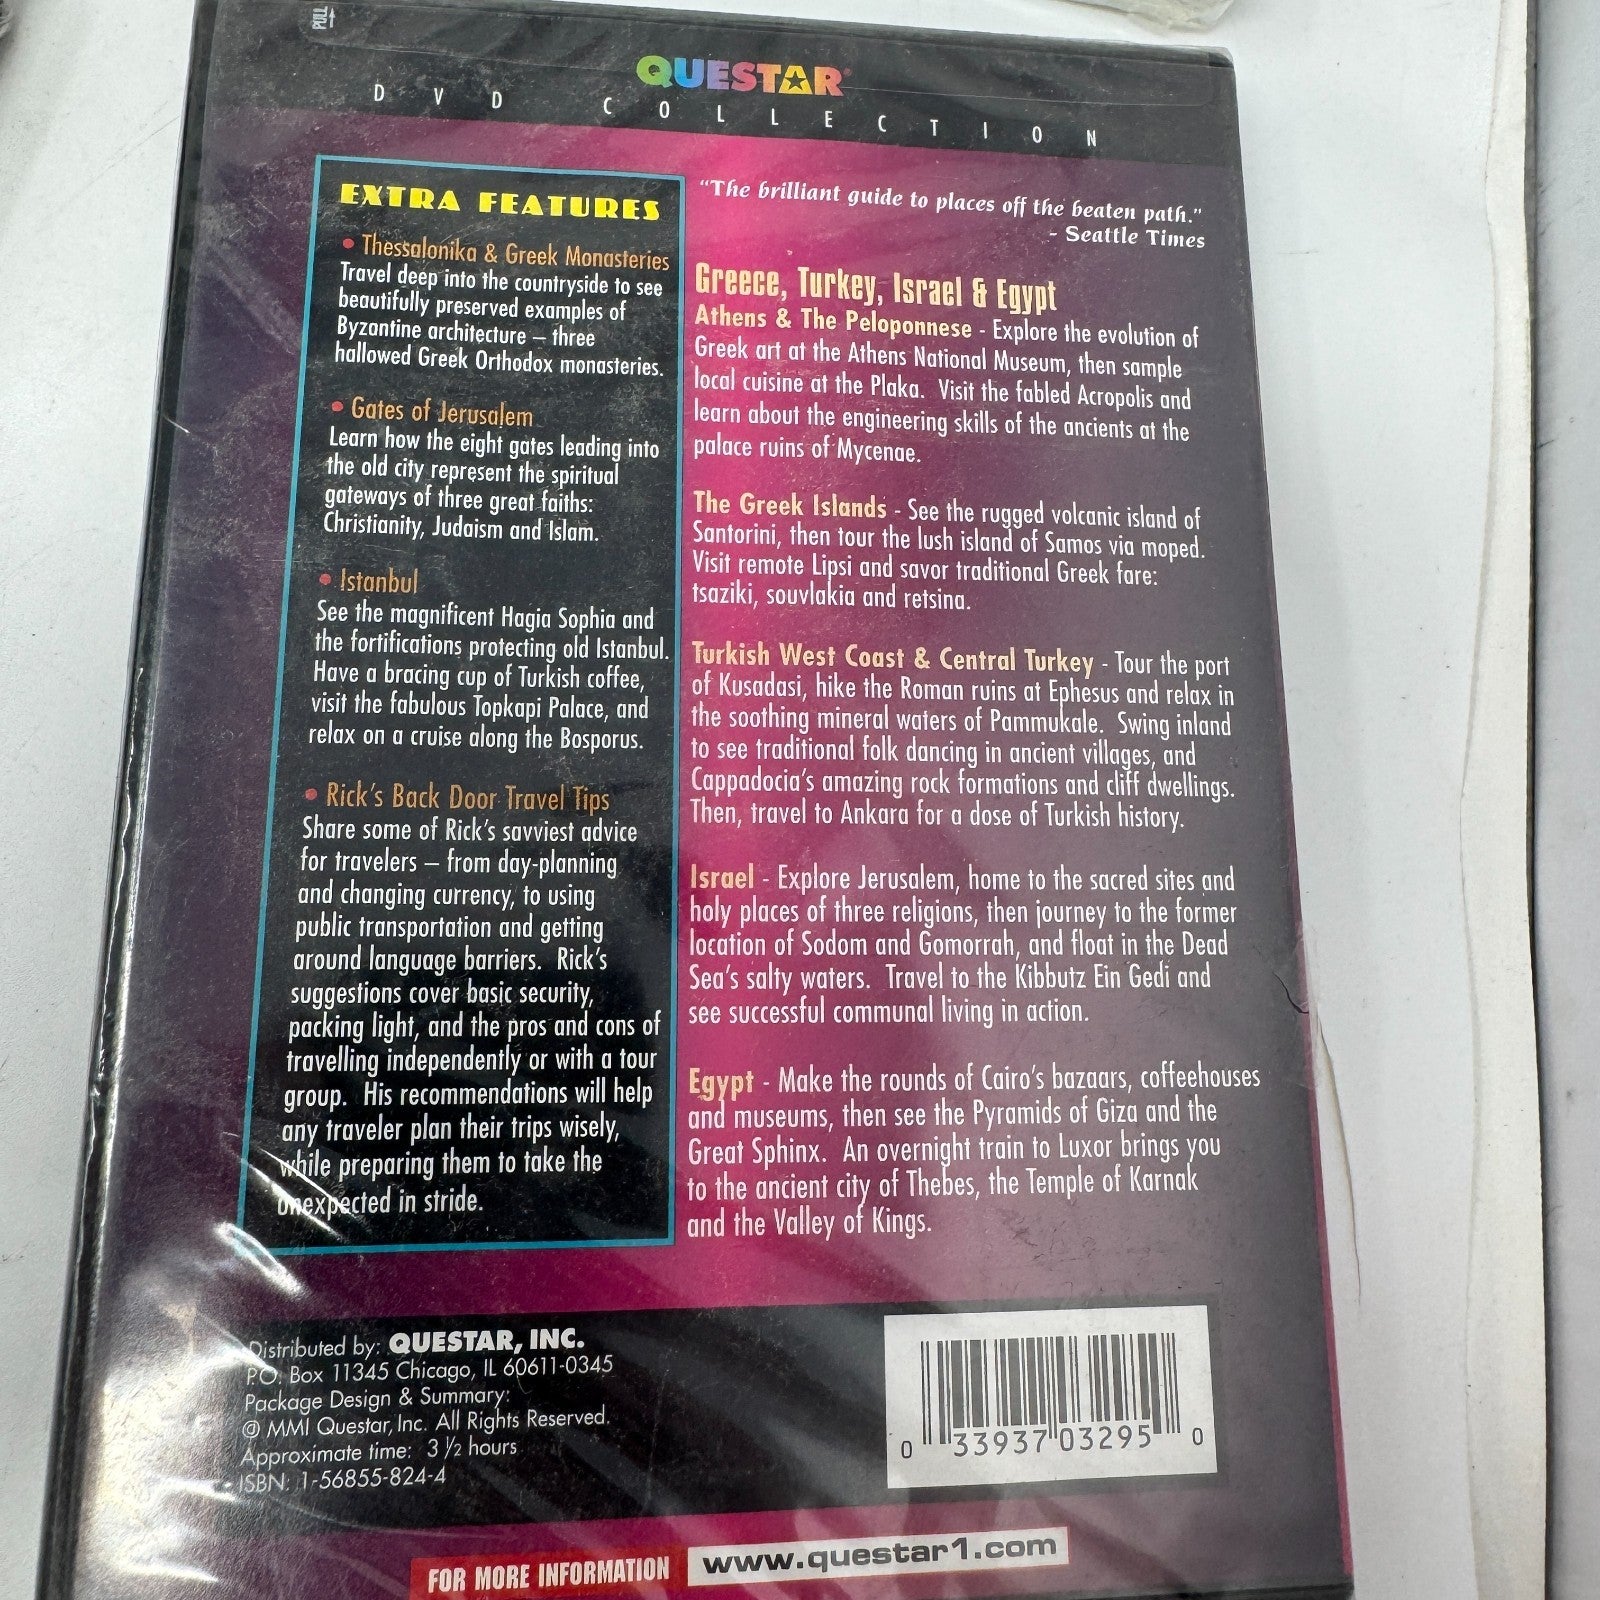 PULL
QUESTAR
DVD COLLECTION
EXTRA FEATURES
• Thessalonika & Greek Monasteries
Travel deep into the countryside to see
beautifully preserved examples of
Byzantine architecture – three
hallowed Greek Orthodox monasteries.
• Gates of Jerusalem
Learn how the eight gates leading into
the old city represent the spiritual
gateways of three great faiths:
Christianity, Judaism and Islam.
• Istanbul
See the magnificent Hagia Sophia and
the fortifications protecting old Istanbul.
Have a bracing cup of Turkish coffee,
visit the fabulous Topkapi Palace, and
relax on a cruise along the Bosporus.
• Rick's Back Door Travel Tips
Share some of Rick's savviest advice
for travelers – from day-planning
and changing currency, to using
public transportation and getting
around language barriers. Rick's
suggestions cover basic security,
packing light, and the pros and cons of
travelling independently or with a tour
group. His recommendations will help
any traveler plan their trips wisely,
while preparing them to take the
unexpected in stride.
"The brilliant guide to places off the beaten path."
- Seattle Times
Greece, Turkey, Israel & Egypt
Athens & The Peloponnese - Explore the evolution of
Greek art at the Athens National Museum, then sample
local cuisine at the Plaka. Visit the fabled Acropolis and
learn about the engineering skills of the ancients at the
palace ruins of Mycenae.
The Greek Islands - See the rugged volcanic island of
Santorini, then tour the lush island of Samos via moped.
Visit remote Lipsi and savor traditional Greek fare:
tsaziki, souvlakia and retsina.
Turkish West Coast & Central Turkey - Tour the port
of Kusadasi, hike the Roman ruins at Ephesus and relax in
the soothing mineral waters of Pammukale. Swing inland
to see traditional folk dancing in ancient villages, and
Cappadocia's amazing rock formations and cliff dwellings.
Then, travel to Ankara for a dose of Turkish history.
Israel - Explore Jerusalem, home to the sacred sites and
holy places of three religions, then journey to the former
location of Sodom and Gomorrah, and float in the Dead
Sea's salty waters. Travel to the Kibbutz Ein Gedi and
see successful communal living in action.
Egypt - Make the rounds of Cairo's bazaars, coffeehouses
and museums, then see the Pyramids of Giza and the
Great Sphinx. An overnight train to Luxor brings you
to the ancient city of Thebes, the Temple of Karnak
and the Valley of Kings.
Distributed by: QUESTAR, INC.
P.O. Box 11345 Chicago, IL 60611-0345
Package Design & Summary:
© MMI Questar, Inc. All Rights Reserved.
Approximate time: 3 ½ hours
ISBN: 1-56855-824-4
0 33937 03295 0
FOR MORE INFORMATION www.questar1.com